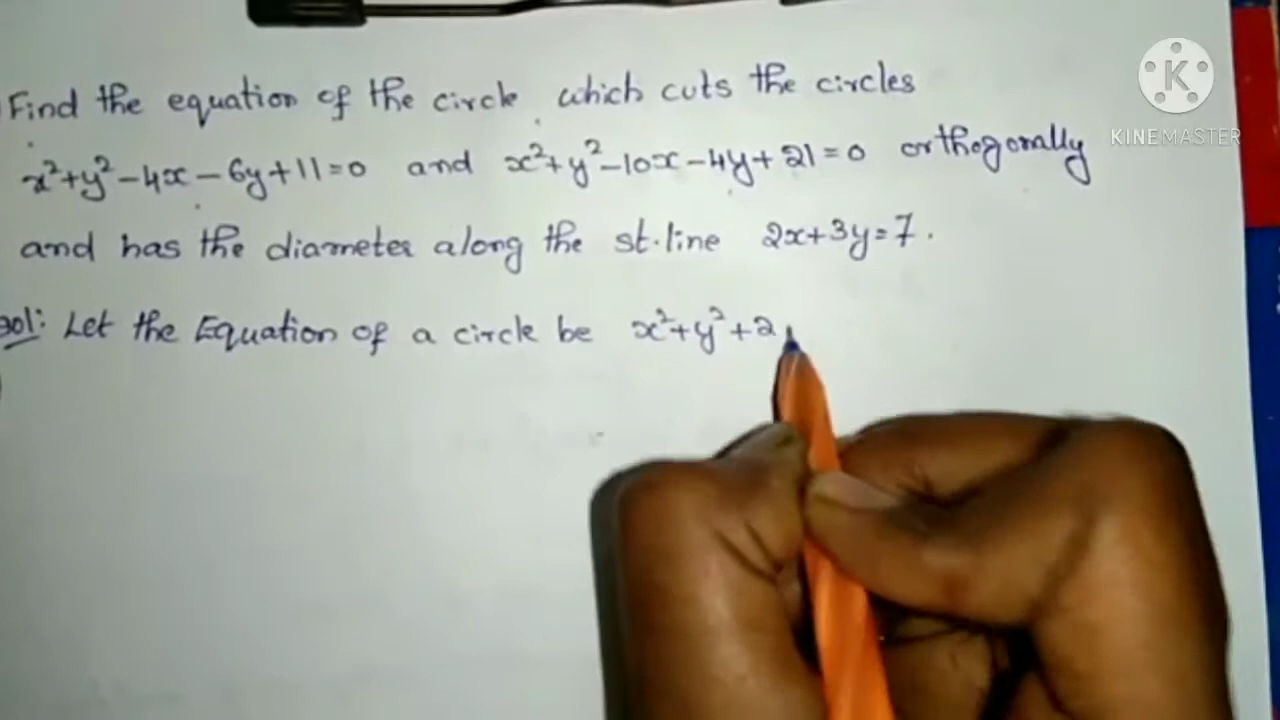 Find the equation of the circle which cuts the circles
x²+y²-4x-6y+11=0 and x²+y²-10x-4y+21=0 orthogonally
and has the diameter along the st.line 2x+3y=7.
Sol: Let the Equation of a circle be x²+y²+2
K
KINEMASTER